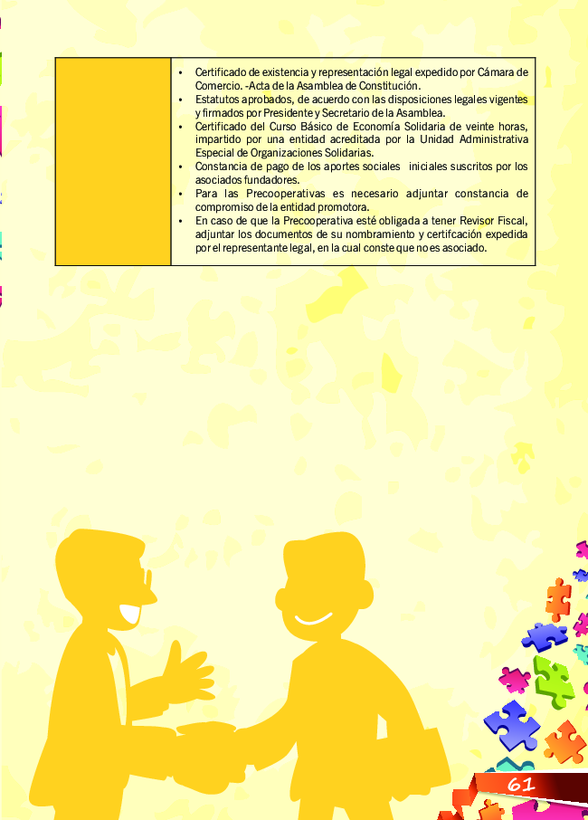 • Certificado de existencia y representación legal expedido por Cámara de
Comercio. -Acta de la Asamblea de Constitución.
• Estatutos aprobados, de acuerdo con las disposiciones legales vigentes
y firmados por Presidente y Secretario de la Asamblea.
• Certificado del Curso Básico de Economía Solidaria de veinte horas,
impartido por una entidad acreditada por la Unidad Administrativa
Especial de Organizaciones Solidarias.
• Constancia de pago de los aportes sociales iniciales suscritos por los
asociados fundadores.
• Para las Precooperativas es necesario adjuntar constancia de
compromiso de la entidad promotora.
• En caso de que la Precooperativa esté obligada a tener Revisor Fiscal,
adjuntar los documentos de su nombramiento y certifcación expedida
por el representante legal, en la cual conste que no es asociado.
61